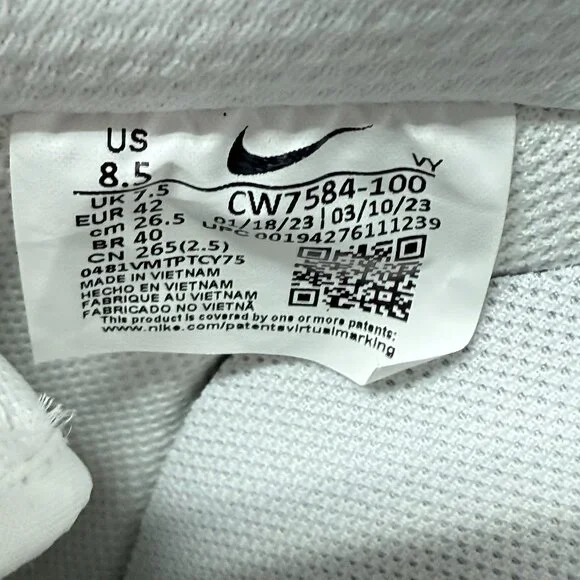 US
8.5
UK 7.5
EUR 42
cm 26.5
BR 40
CN 265(2.5)
VY
CW7584-100
01/18/23 | 03/10/23
UPC 00194276111239
0481VM1TPTCY75
MADE IN VIETNAM
HECHO EN VIETNAM
FABRIQUE AU VIETNAM
FABRICADO NO VIETNÃ
This product is covered by one or more patents:
www.nike.com/patentsvirtualmarking